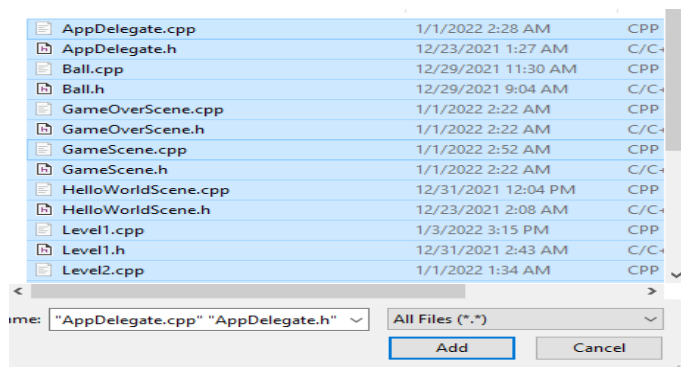 AppDelegate.cpp 1/1/2022 2:28 AM CPP
AppDelegate.h 12/23/2021 1:27 AM C/C+
Ball.cpp 12/29/2021 11:30 AM CPP
Ball.h 12/29/2021 9:04 AM C/C+
GameOverScene.cpp 1/1/2022 2:22 AM CPP
GameOverScene.h 1/1/2022 2:22 AM C/C+
GameScene.cpp 1/1/2022 2:52 AM CPP
GameScene.h 1/1/2022 2:22 AM C/C+
HelloWorldScene.cpp 12/31/2021 12:04 PM CPP
HelloWorldScene.h 12/23/2021 2:08 AM C/C+
Level1.cpp 1/3/2022 3:15 PM CPP
Level1.h 12/31/2021 2:43 AM C/C+
Level2.cpp 1/1/2022 1:34 AM CPP
ame: "AppDelegate.cpp" "AppDelegate.h" All Files (*.*)
Add Cancel